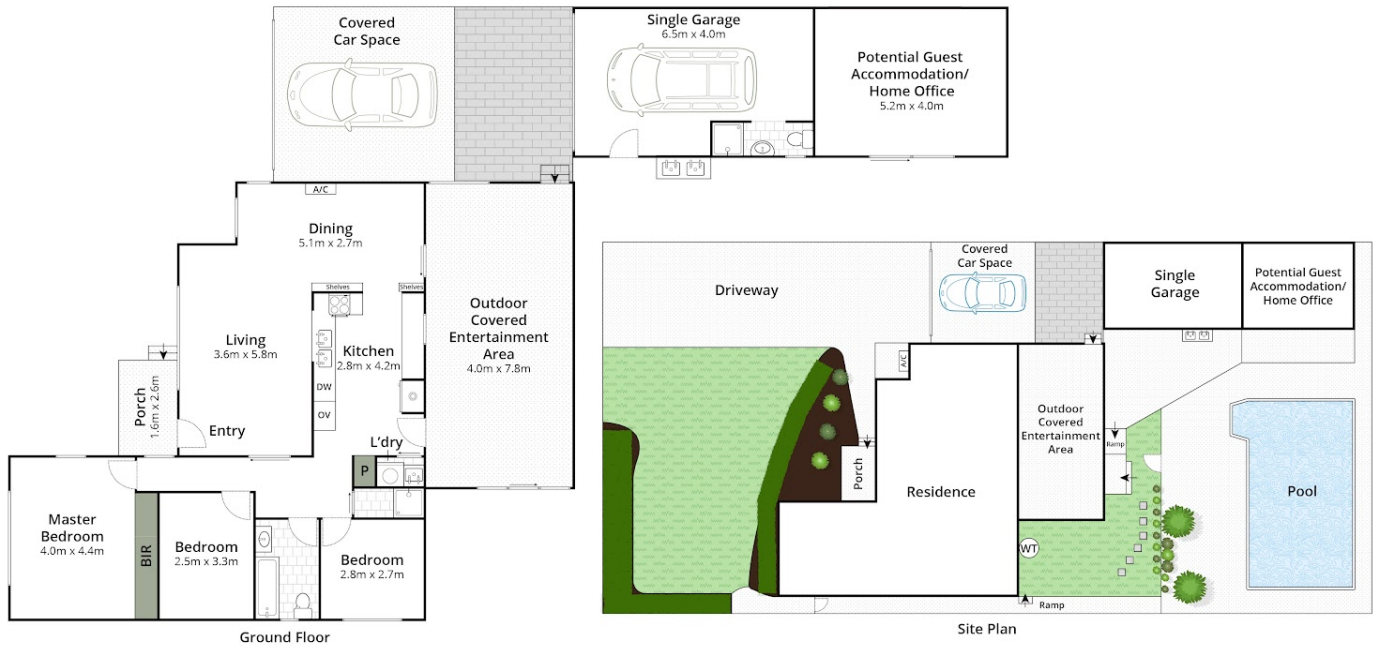 Covered
Car Space
Single Garage
6.5m x 4.0m
Potential Guest
Accommodation/
Home Office
5.2m x 4.0m
A/C
Dining
5.1m x 2.7m
Shelves
Shelves
Outdoor
Covered
Entertainment
Area
4.0m x 7.8m
Living
3.6m x 5.8m
Kitchen
2.8m x 4.2m
DW
OV
Porch
1.6m x 2.6m
Entry
L'dry
P
Master
Bedroom
4.0m x 4.4m
BIR
Bedroom
2.5m x 3.3m
Bedroom
2.8m x 2.7m
Ground Floor
Driveway
Covered
Car Space
Single
Garage
Potential Guest
Accommodation/
Home Office
A/C
Outdoor
Covered
Entertainment
Area
Ramp
Porch
Residence
Pool
WT
Ramp
Site Plan